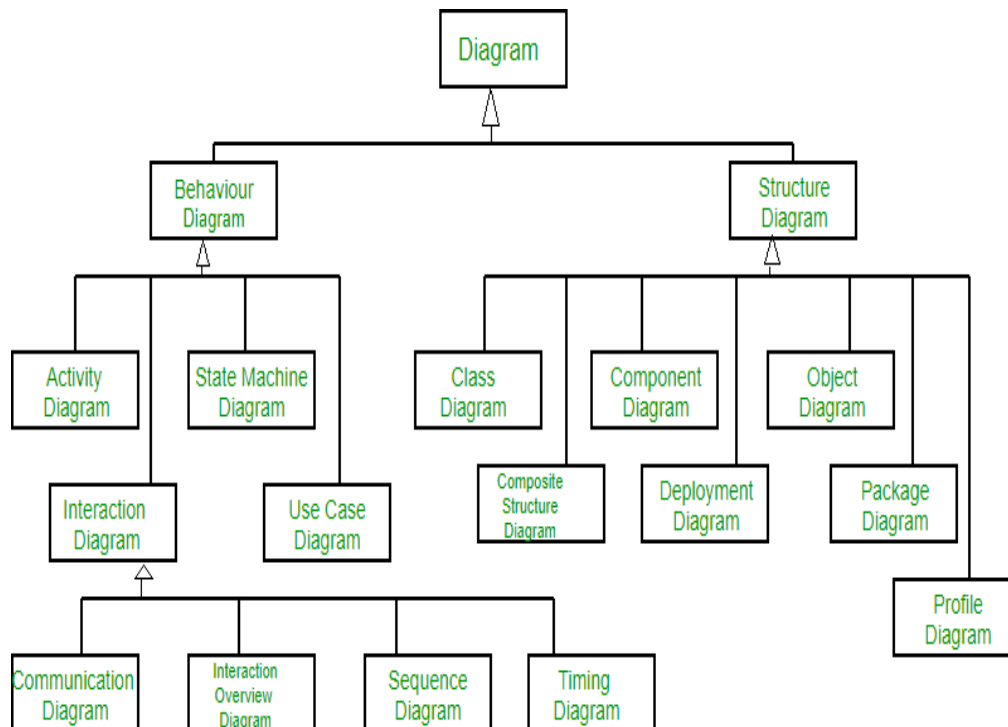 Diagram
Behaviour
Diagram
Structure
Diagram
Activity
Diagram
State Machine
Diagram
Class
Diagram
Component
Diagram
Object
Diagram
Interaction
Diagram
Use Case
Diagram
Composite
Structure
Diagram
Deployment
Diagram
Package
Diagram
Profile
Diagram
Communication
Diagram
Interaction
Overview
Diagram
Sequence
Diagram
Timing
Diagram